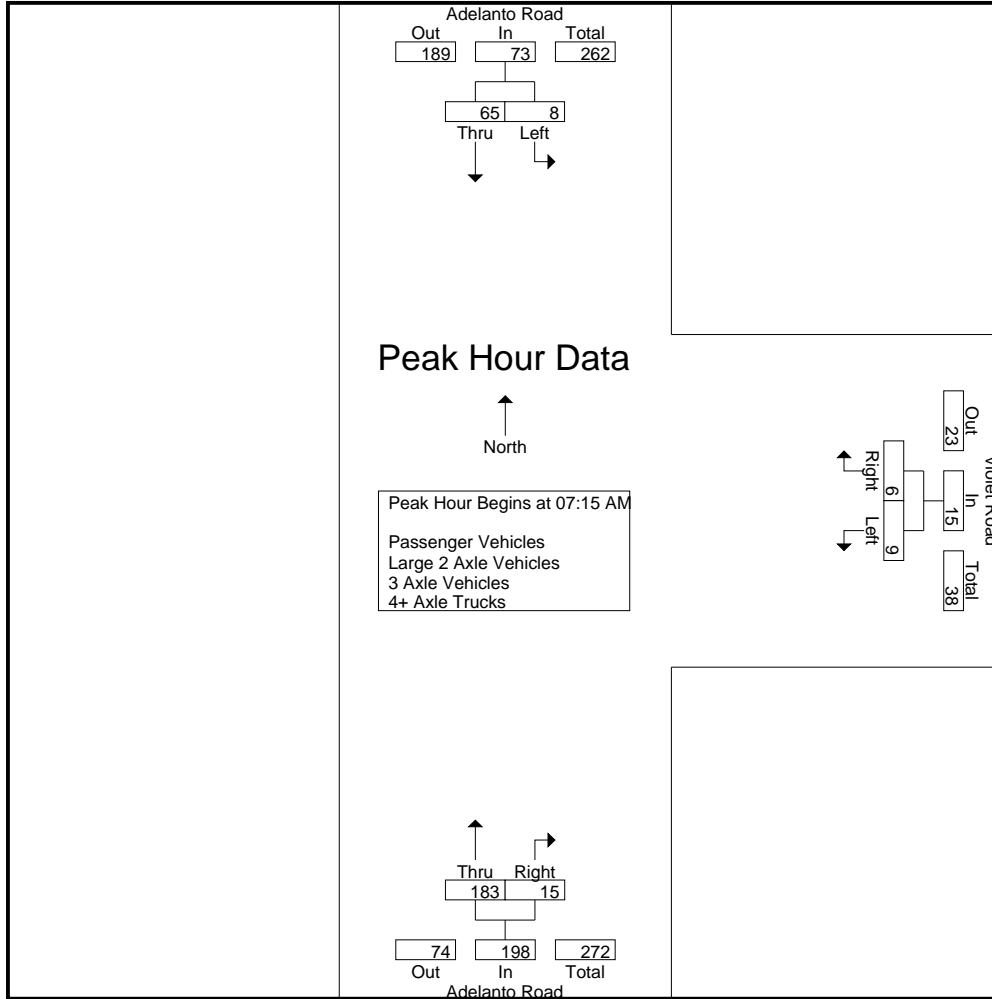 Adelanto Road
Out In Total
189 73 262
65 8
Thru Left
Peak Hour Data
North
Peak Hour Begins at 07:15 AM
Passenger Vehicles
Large 2 Axle Vehicles
3 Axle Vehicles
4+ Axle Trucks
Violet Road
Out In Total
23 15 38
6 9
Right Left
Thru Right
183 15
74 198 272
Out In Total
Adelanto Road